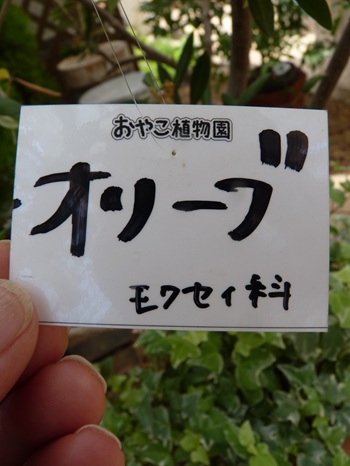 おやこ植物園
オリーブ
モクセイ科